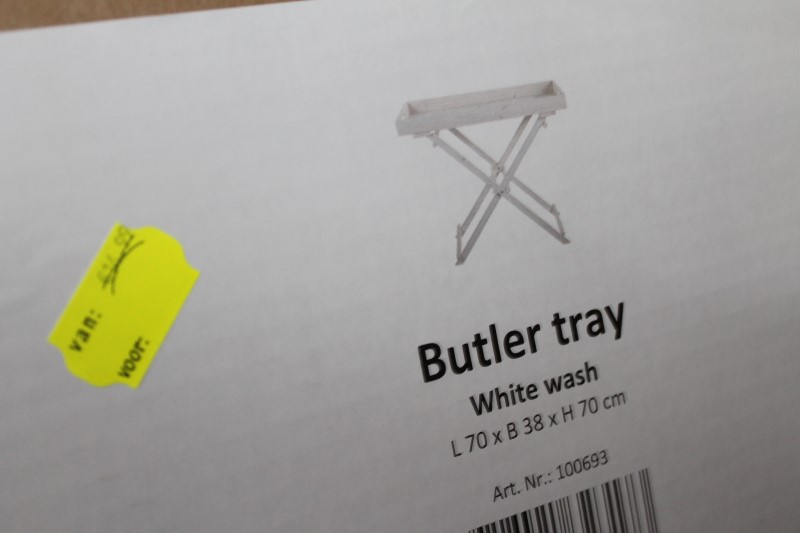 van:
voor:
Butler tray
White wash
L 70 x B 38 x H 70 cm
Art. Nr.: 100693